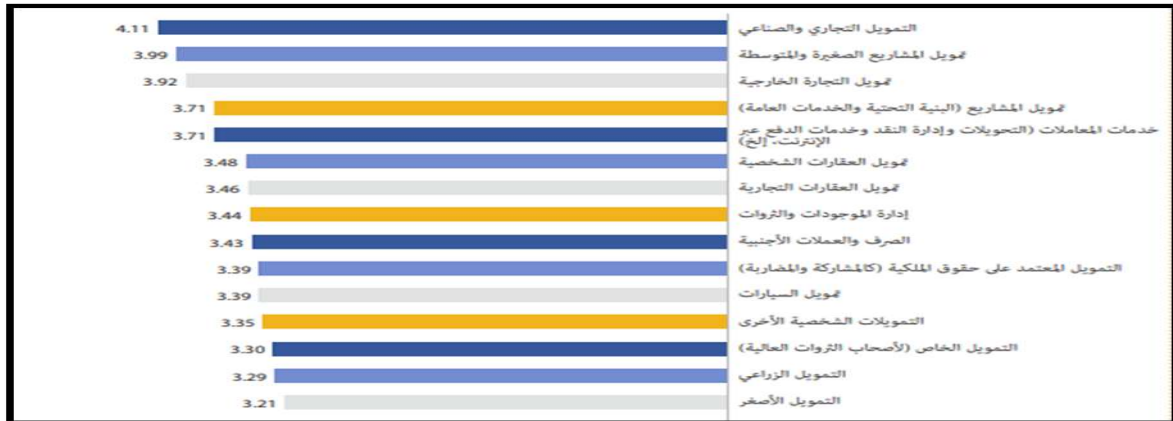 التمويل التجاري والصناعي 4.11
تمويل المشاريع الصغيرة والمتوسطة 3.99
تمويل التجارة الخارجية 3.92
تمويل المشاريع (البنية التحتية والخدمات العامة) 3.71
خدمات المعاملات (التحويلات وإدارة النقد وخدمات الدفع عبر
الإنترنت، إلخ) 3.71
تمويل العقارات الشخصية 3.48
تمويل العقارات التجارية 3.46
إدارة الموجودات والثروات 3.44
الصرف والعملات الأجنبية 3.43
التمويل المعتمد على حقوق الملكية (كالمشاركة والمضاربة) 3.39
تمويل السيارات 3.39
التمويلات الشخصية الأخرى 3.35
التمويل الخاص (لأصحاب الثروات العالية) 3.30
التمويل الزراعي 3.29
التمويل الأصغر 3.21